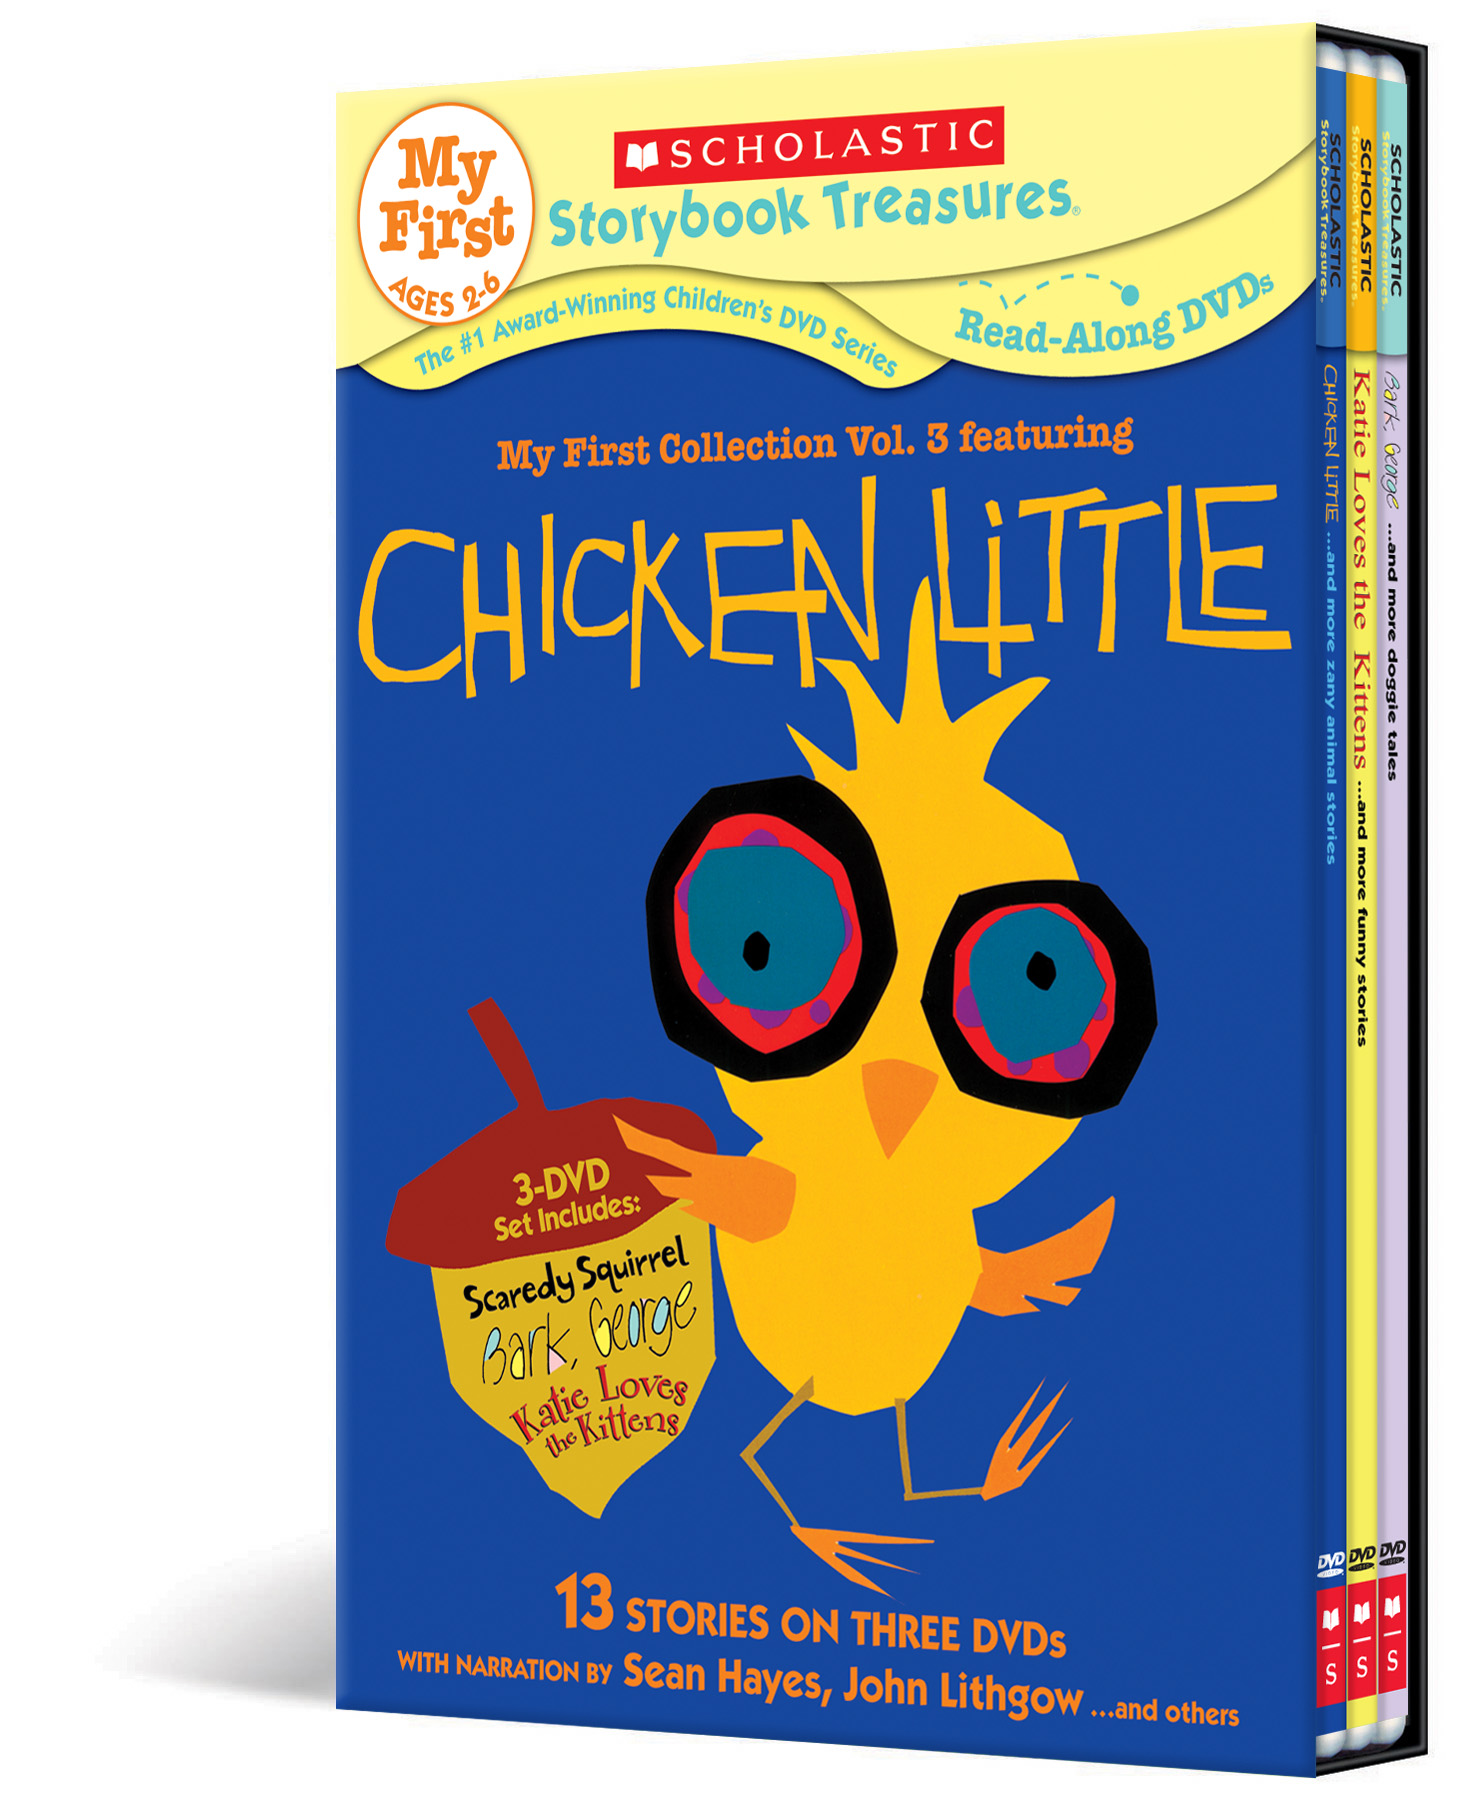 My
First
AGES 2-6
SCHOLASTIC
Storybook Treasures®
The #1 Award-Winning Children's DVD Series
Read-Along DVDs
My First Collection Vol. 3 featuring
CHICKEN LiTTLE
3-DVD
Set Includes:
Scaredy Squirrel
Bark, George
Katie Loves
the Kittens
13 STORIES ON THREE DVDs
WITH NARRATION BY Sean Hayes, John Lithgow ...and others
SCHOLASTIC
Storybook Treasures®
CHiCKEN LiTTLE ...and more zany animal stories
DVD
VIDEO
S
SCHOLASTIC
Storybook Treasures®
Katie Loves the Kittens ...and more funny stories
DVD
VIDEO
S
SCHOLASTIC
Storybook Treasures®
Bark, George ...and more doggie tales
DVD
VIDEO
S